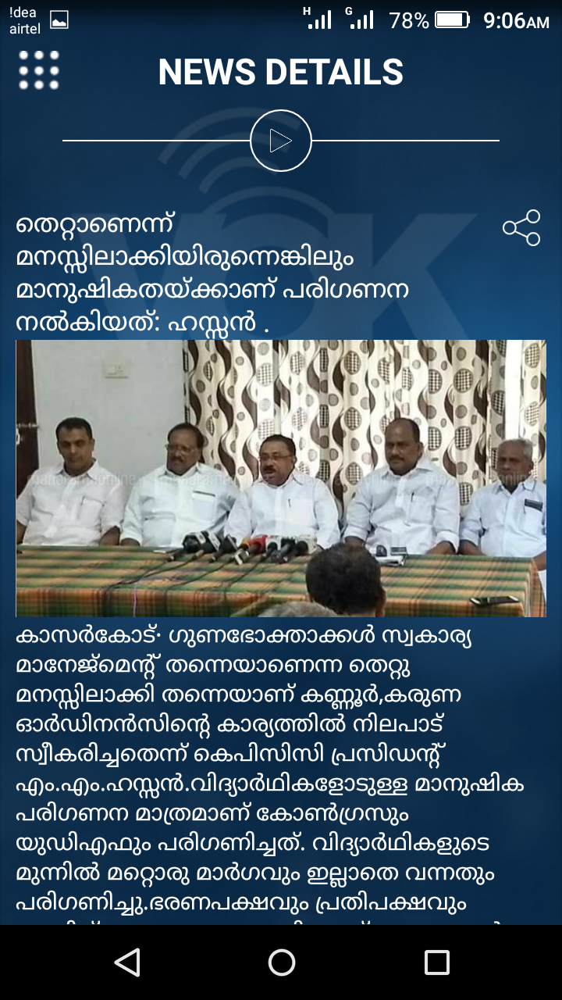 !dea
airtel
H
G
78%
9:06AM
NEWS DETAILS
VOK
തെറ്റാണെന്ന്
മനസ്സിലാക്കിയിരുന്നെങ്കിലും
മാനുഷികതയ്ക്കാണ് പരിഗണന
നൽകിയത്: ഹസ്സൻ .
manoramaonline
കാസർകോട്∙ ഗുണഭോക്താക്കൾ സ്വകാര്യ
മാനേജ്മെന്റ് തന്നെയാണെന്ന തെറ്റു
മനസ്സിലാക്കി തന്നെയാണ് കണ്ണൂർ,കരുണ
ഓർഡിനൻസിന്റെ കാര്യത്തിൽ നിലപാട്
സ്വീകരിച്ചതെന്ന് കെപിസിസി പ്രസിഡന്റ്
എം.എം.ഹസ്സൻ.വിദ്യാർഥികളോടുള്ള മാനുഷിക
പരിഗണന മാത്രമാണ് കോൺഗ്രസും
യുഡിഎഫും പരിഗണിച്ചത്. വിദ്യാർഥികളുടെ
മുന്നിൽ മറ്റൊരു മാർഗവും ഇല്ലാതെ വന്നതും
പരിഗണിച്ചു.ഭരണപക്ഷവും പ്രതിപക്ഷവും